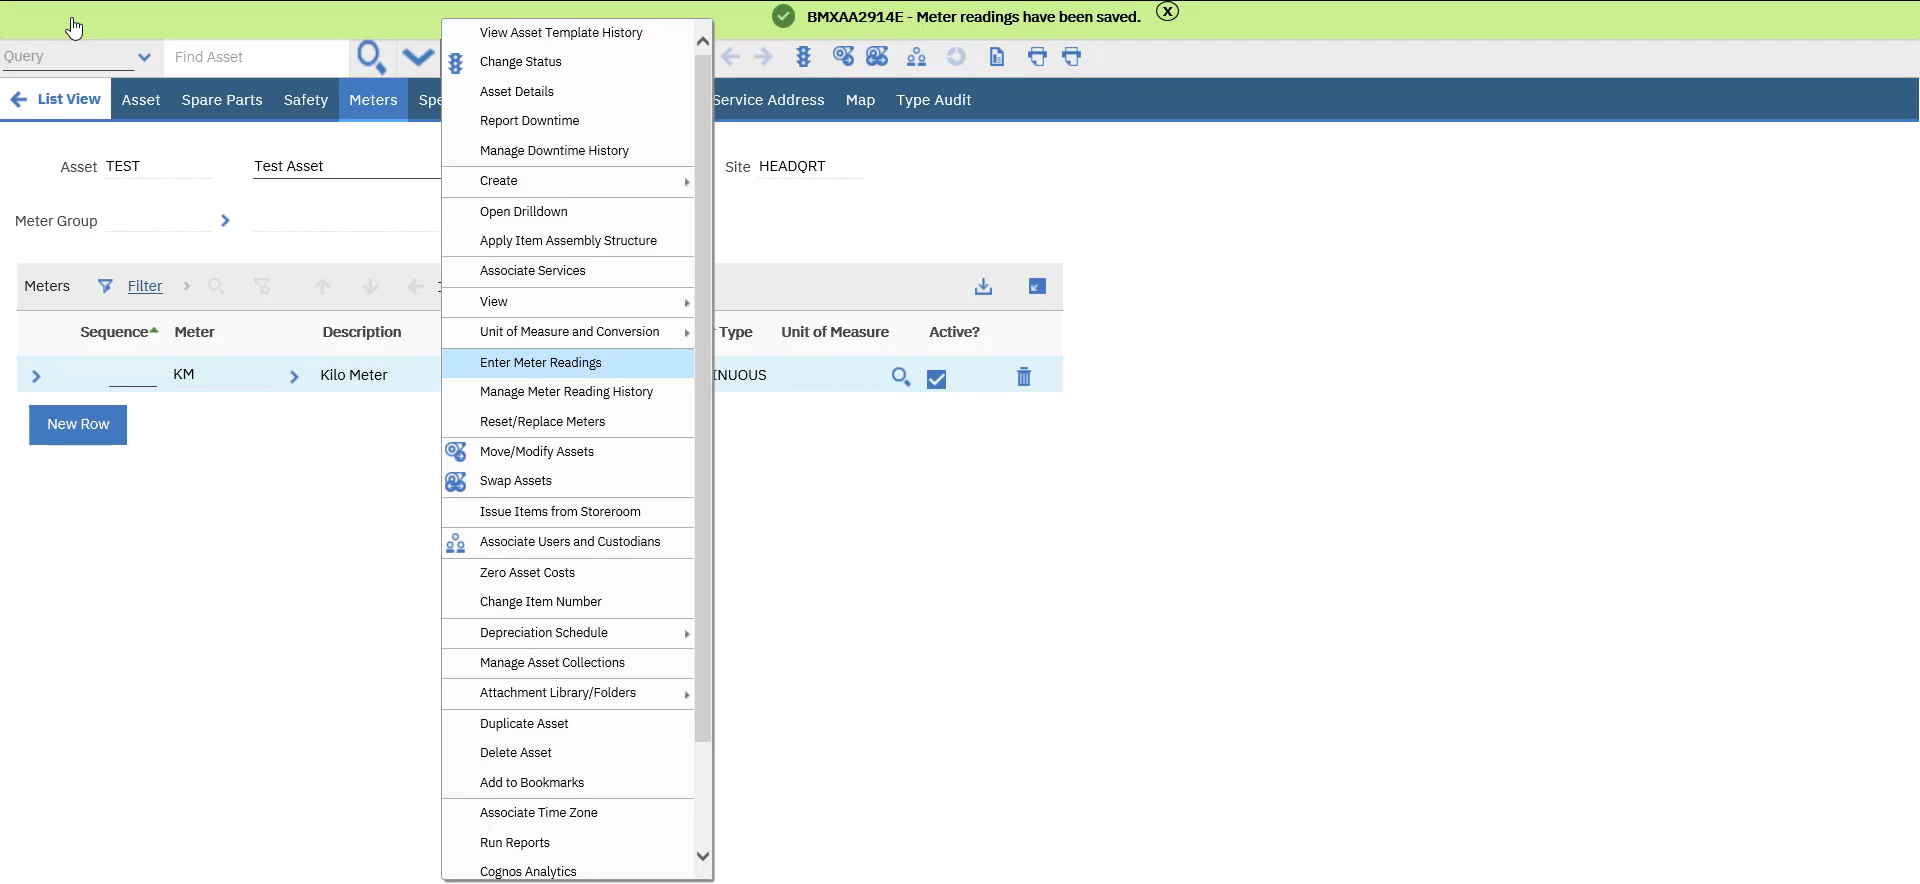 BMXAA2914E - Meter readings have been saved.
Query
Find Asset
List View
Asset
Spare Parts
Safety
Meters
Spe
Service Address
Map
Type Audit
Asset TEST
Test Asset
Site HEADQRT
Meter Group
Meters
Filter
Sequence
Meter
Description
Type
Unit of Measure
Active?
KM
Kilo Meter
INUOUS
New Row
View Asset Template History
Change Status
Asset Details
Report Downtime
Manage Downtime History
Create
Open Drilldown
Apply Item Assembly Structure
Associate Services
View
Unit of Measure and Conversion
Enter Meter Readings
Manage Meter Reading History
Reset/Replace Meters
Move/Modify Assets
Swap Assets
Issue Items from Storeroom
Associate Users and Custodians
Zero Asset Costs
Change Item Number
Depreciation Schedule
Manage Asset Collections
Attachment Library/Folders
Duplicate Asset
Delete Asset
Add to Bookmarks
Associate Time Zone
Run Reports
Cognos Analytics